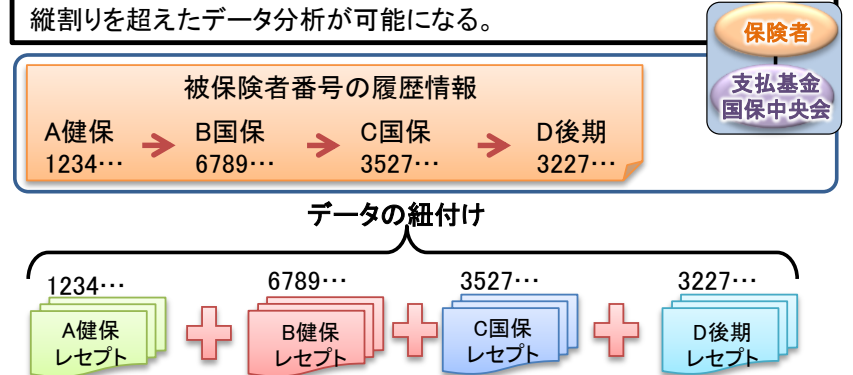 縦割りを超えたデータ分析が可能になる。
保険者
支払基金
国保中央会
被保険者番号の履歴情報
A健保 B国保 C国保 D後期
1234… 6789… 3527… 3227…
データの紐付け
1234… 6789… 3527… 3227…
A健保 B健保 C国保 D後期
レセプト レセプト レセプト レセプト